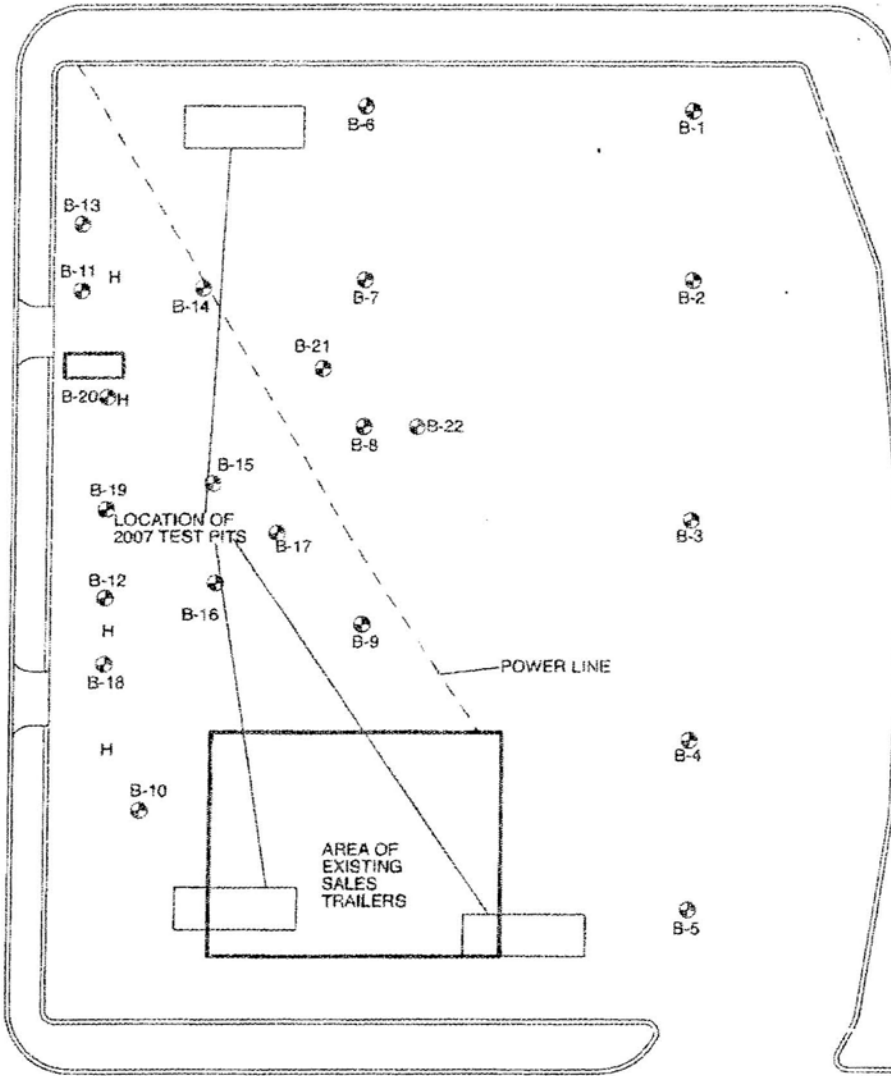 B-6
B-1
B-13
B-11 H
B-14
B-7
B-2
B-21
B-20 H
B-8
B-22
B-15
B-19
LOCATION OF
2007 TEST PITS
B-17
B-3
B-12
B-16
H
B-9
B-18
POWER LINE
H
B-4
B-10
AREA OF
EXISTING
SALES
TRAILERS
B-5